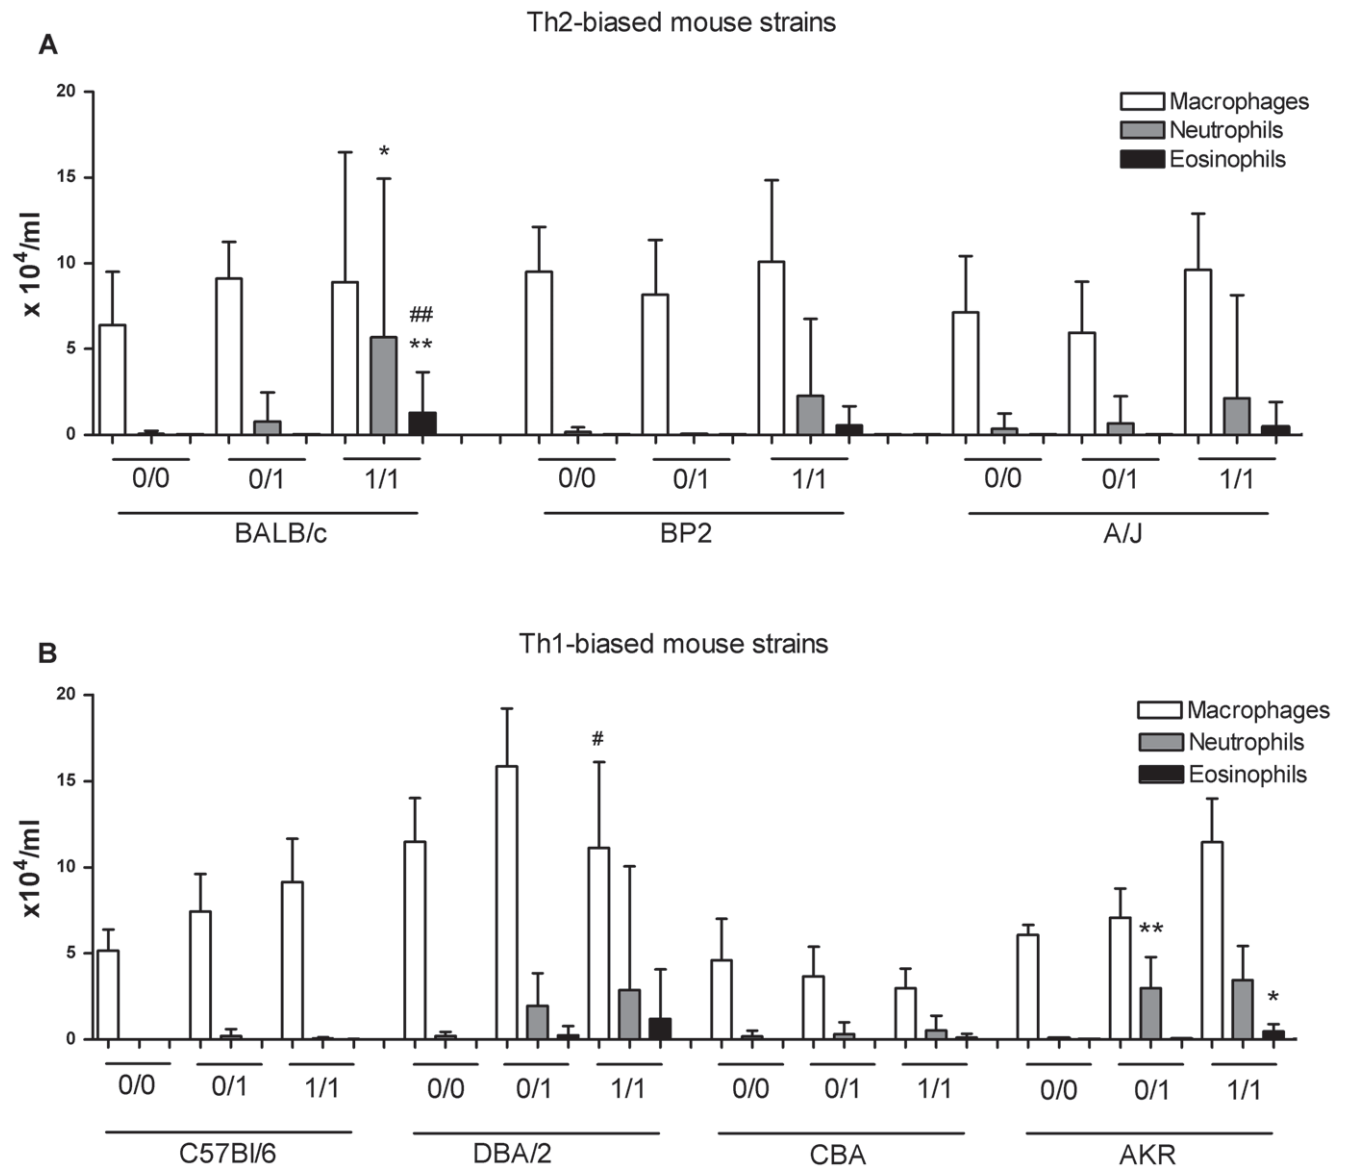 Th2-biased mouse strains
A
20
15
10
5
0
x 10⁴/ml
Macrophages
Neutrophils
Eosinophils
*
##
**
0/0 0/1 1/1 0/0 0/1 1/1 0/0 0/1 1/1
BALB/c BP2 A/J
Th1-biased mouse strains
B
20
15
10
5
0
x10⁴/ml
Macrophages
Neutrophils
Eosinophils
#
**
*
0/0 0/1 1/1 0/0 0/1 1/1 0/0 0/1 1/1 0/0 0/1 1/1
C57Bl/6 DBA/2 CBA AKR